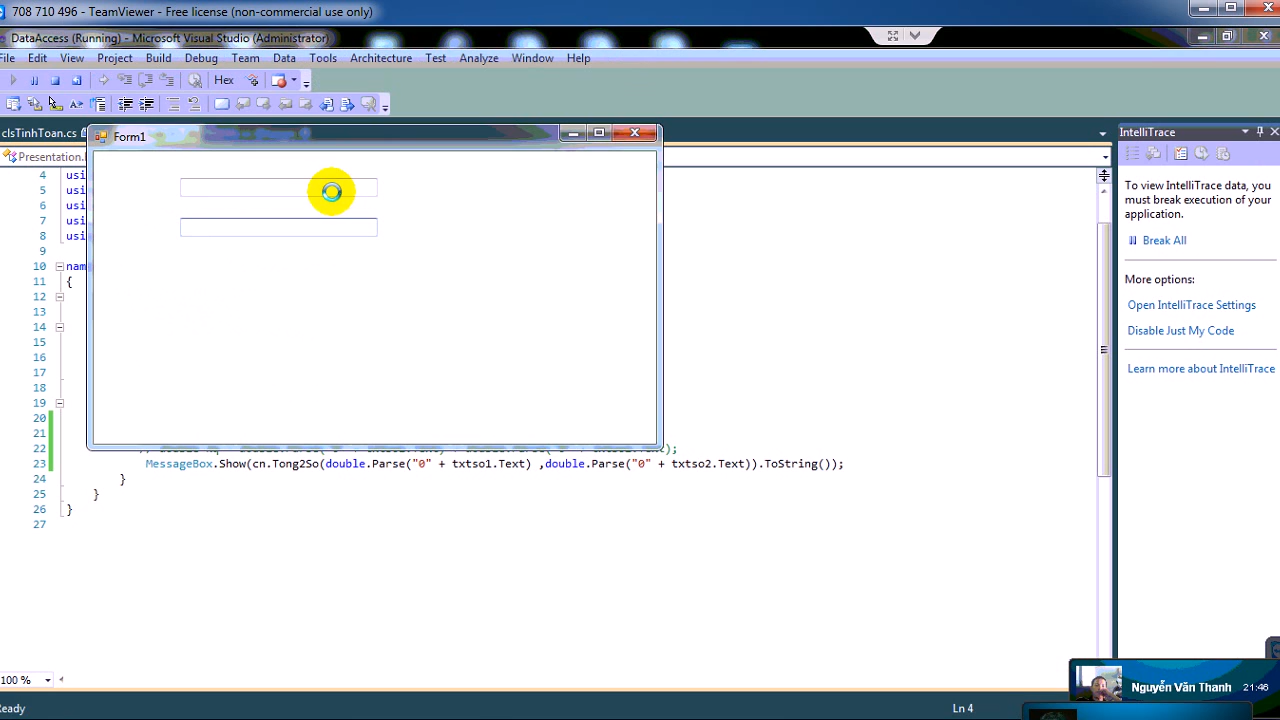 708 710 496 - TeamViewer - Free license (non-commercial use only)
DataAccess (Running) - Microsoft Visual Studio (Administrator)
File Edit View Project Build Debug Team Data Tools Architecture Test Analyze Window Help
Hex
clsTinhToan.cs
Form1
IntelliTrace
Presentation.
4 usi
5 usi
6 usi
7 usi
8 usi
9
10 nam
11 {
12
13
14
15
16
17
18
19
20
21
22
23 MessageBox.Show(cn.Tong2So(double.Parse("0" + txtso1.Text) ,double.Parse("0" + txtso2.Text)).ToString());
24 }
25 }
26 }
27
To view IntelliTrace data, you
must break execution of your
application.
Break All
More options:
Open IntelliTrace Settings
Disable Just My Code
Learn more about IntelliTrace
100 %
Nguyễn Văn Thanh 21:46
Ready
Ln 4